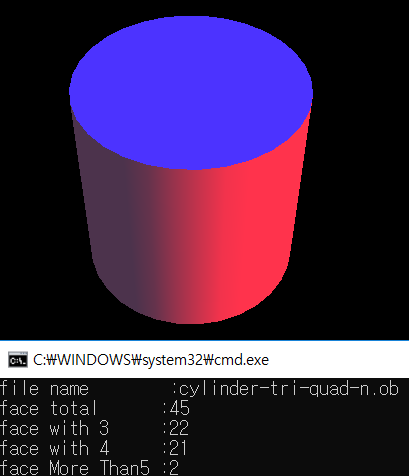 C:₩WINDOWS₩system32₩cmd.exe
file name :cylinder-tri-quad-n.ob
face total :45
face with 3 :22
face with 4 :21
face More Than5 :2